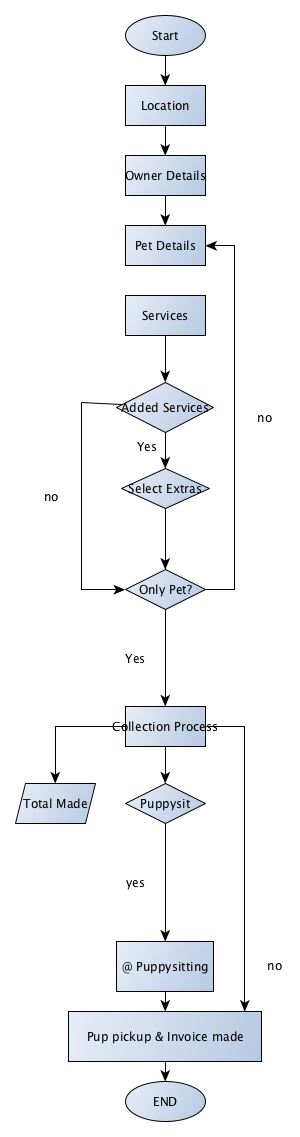 Start
Location
Owner Details
Pet Details
Services
Added Services
no
Yes
no
Select Extras
Only Pet?
Yes
Collection Process
Total Made
Puppysit
yes
@ Puppysitting
no
Pup pickup & Invoice made
END